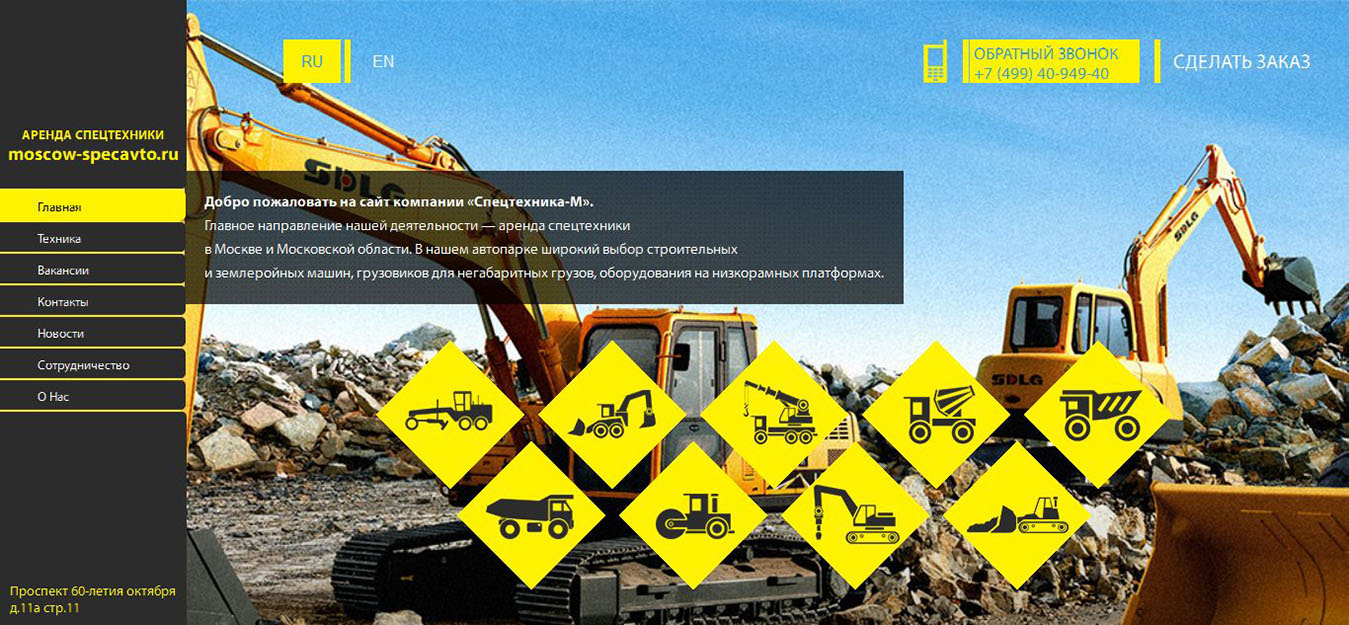 RU
EN
ОБРАТНЫЙ ЗВОНОК
+7 (499) 40-949-40
СДЕЛАТЬ ЗАКАЗ
АРЕНДА СПЕЦТЕХНИКИ
moscow-specavto.ru
Главная
Техника
Вакансии
Контакты
Новости
Сотрудничество
О Нас
SDLG
Добро пожаловать на сайт компании «Спецтехника-М».
Главное направление нашей деятельности — аренда спецтехники
в Москве и Московской области. В нашем автопарке широкий выбор строительных
и землеройных машин, грузовиков для негабаритных грузов, оборудования на низкорамных платформах.
SDLG
SDLG
Проспект 60-летия октября
д.11а стр.11